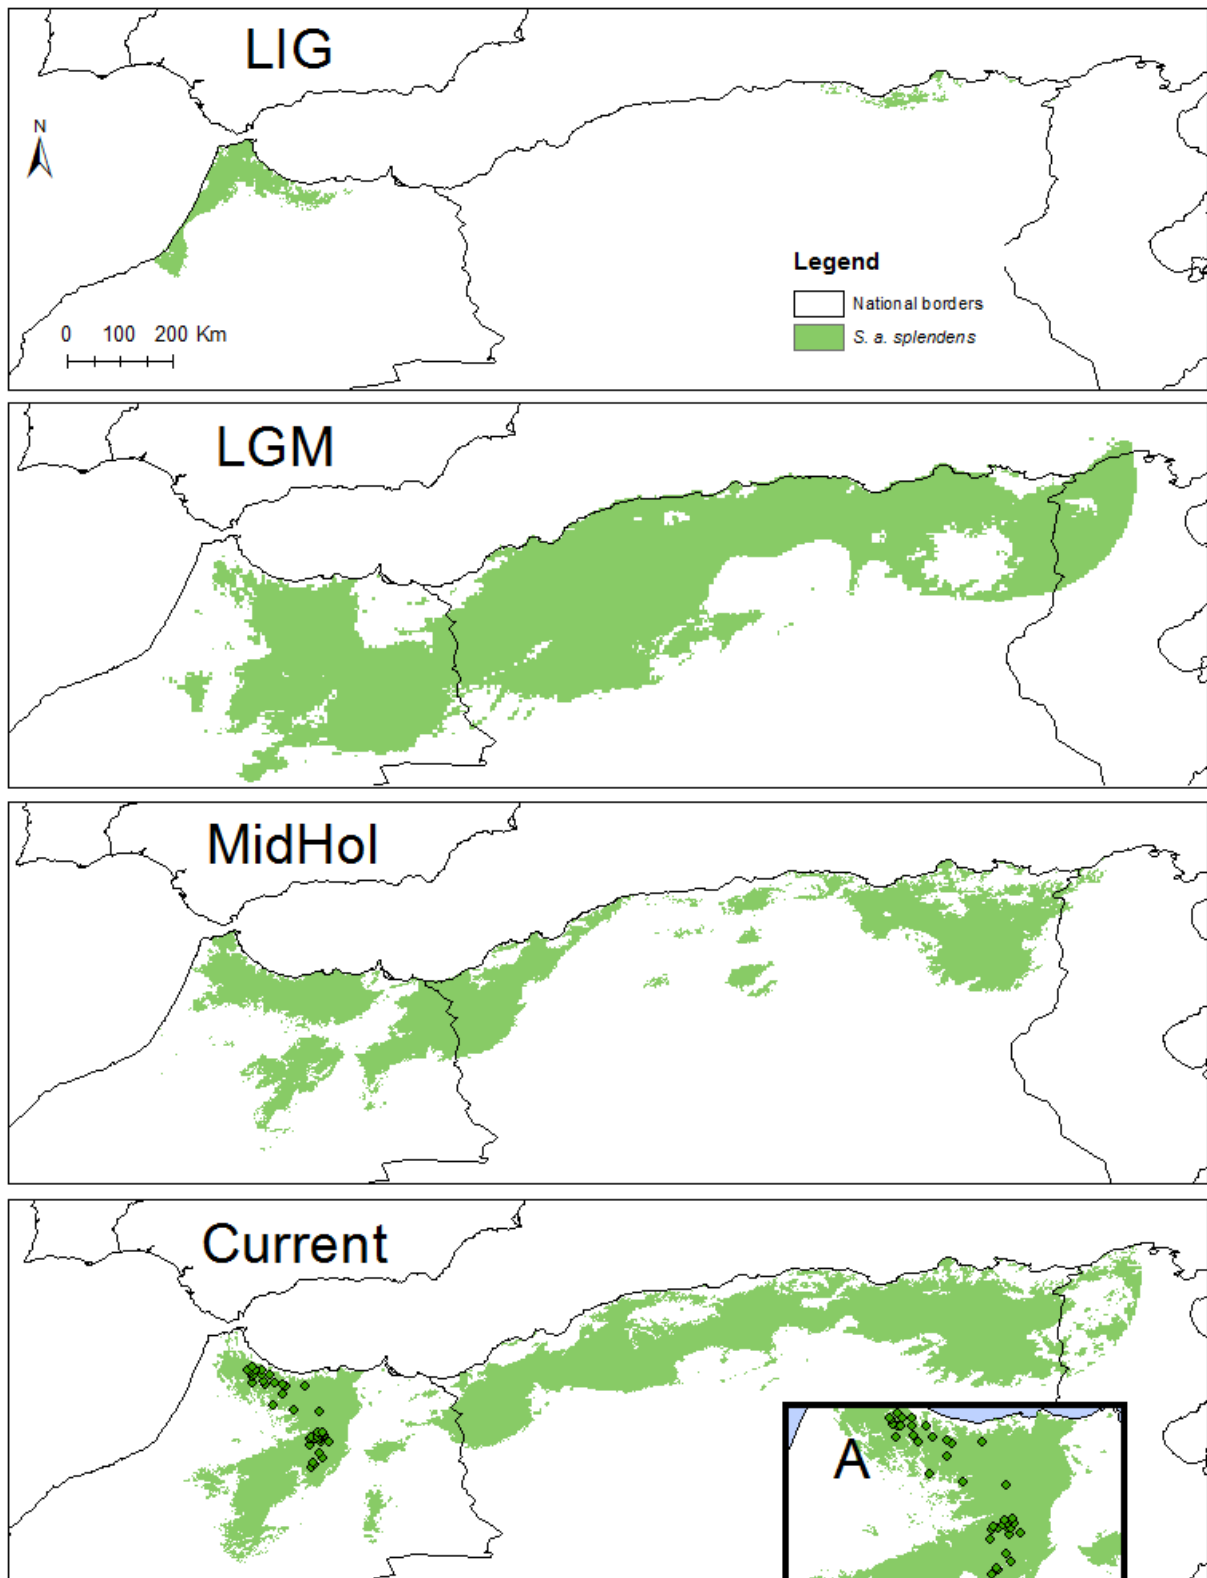 LIG
N
Legend
National borders
S. a. splendens
0 100 200 Km
LGM
MidHol
Current
A